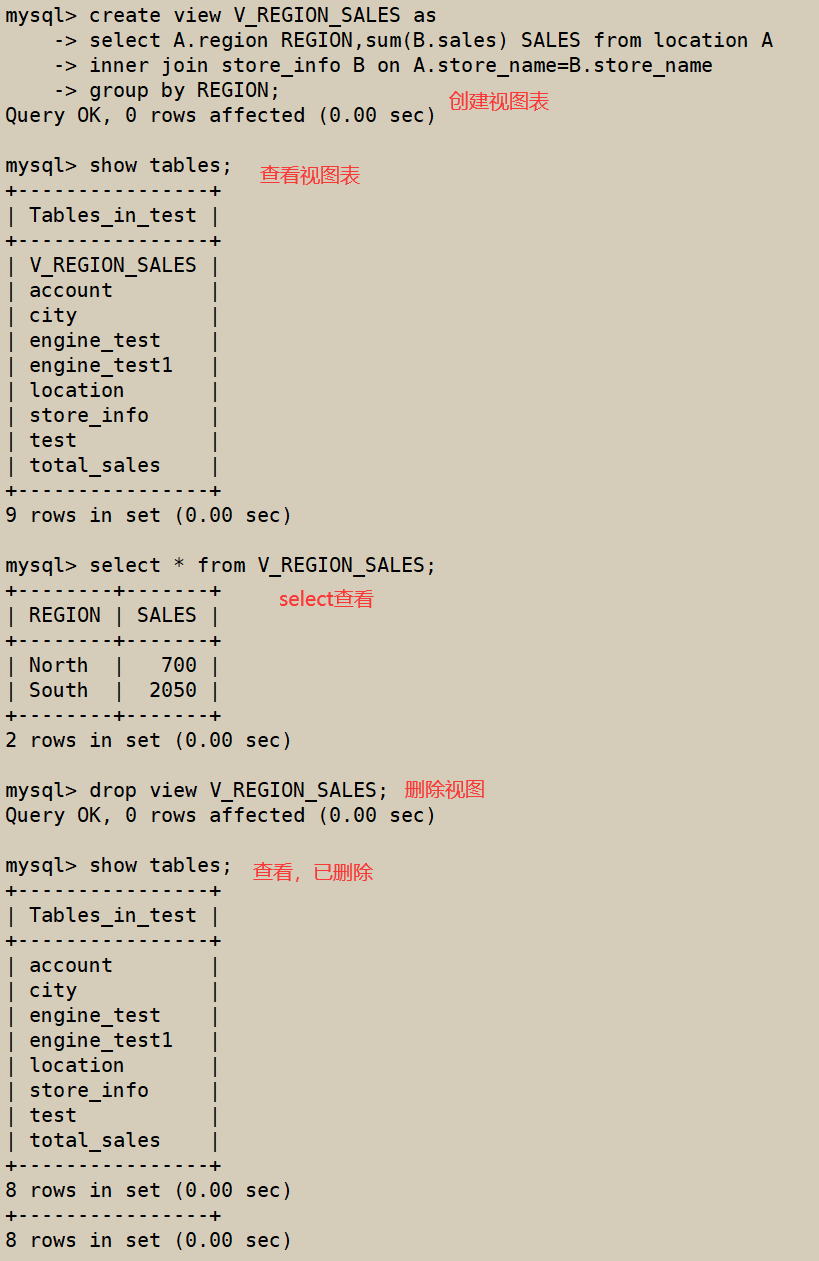 mysql> create view V_REGION_SALES as
    -> select A.region REGION,sum(B.sales) SALES from location A
    -> inner join store_info B on A.store_name=B.store_name
    -> group by REGION;
创建视图表
Query OK, 0 rows affected (0.00 sec)
mysql> show tables;
查看视图表
+----------------+
| Tables_in_test |
+----------------+
| V_REGION_SALES |
| account        |
| city           |
| engine_test    |
| engine_test1   |
| location       |
| store_info     |
| test           |
| total_sales    |
+----------------+
9 rows in set (0.00 sec)
mysql> select * from V_REGION_SALES;
+--------+-------+
select查看
| REGION | SALES |
+--------+-------+
| North  |   700 |
| South  |  2050 |
+--------+-------+
2 rows in set (0.00 sec)
mysql> drop view V_REGION_SALES; 删除视图
Query OK, 0 rows affected (0.00 sec)
mysql> show tables;
查看，已删除
+----------------+
| Tables_in_test |
+----------------+
| account        |
| city           |
| engine_test    |
| engine_test1   |
| location       |
| store_info     |
| test           |
| total_sales    |
+----------------+
8 rows in set (0.00 sec)
+----------------+
8 rows in set (0.00 sec)